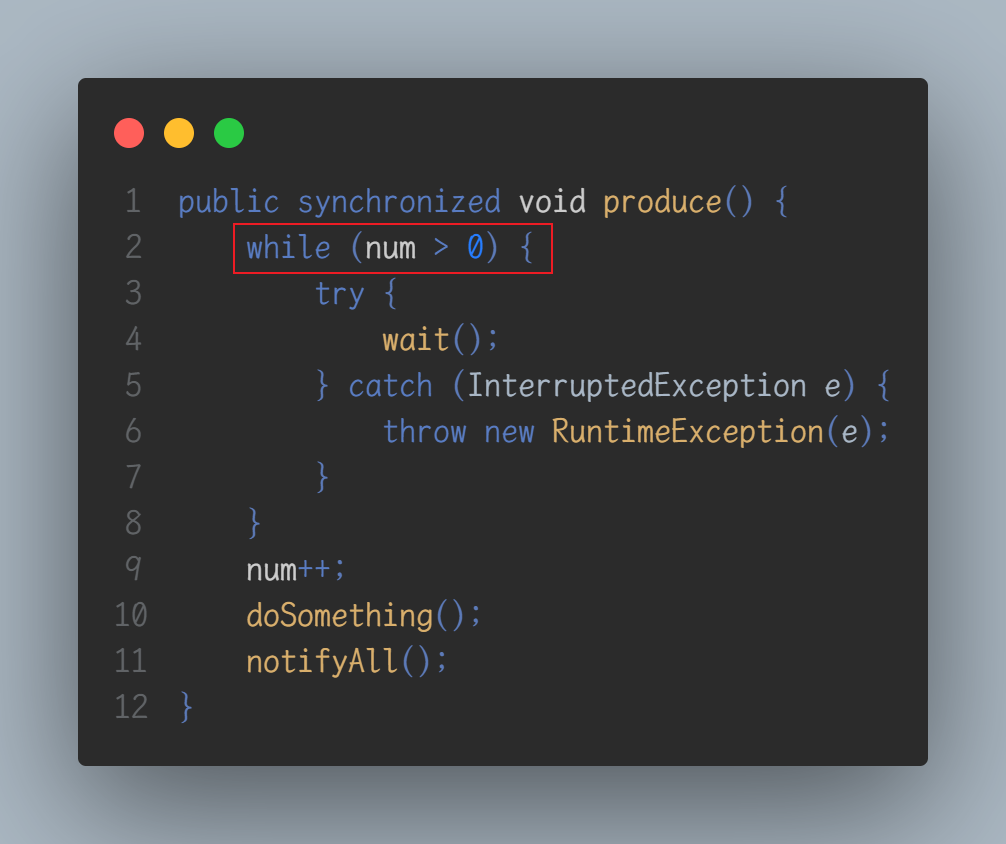 1 public synchronized void produce() {
2     while (num > 0) {
3         try {
4             wait();
5         } catch (InterruptedException e) {
6             throw new RuntimeException(e);
7         }
8     }
9     num++;
10     doSomething();
11     notifyAll();
12 }